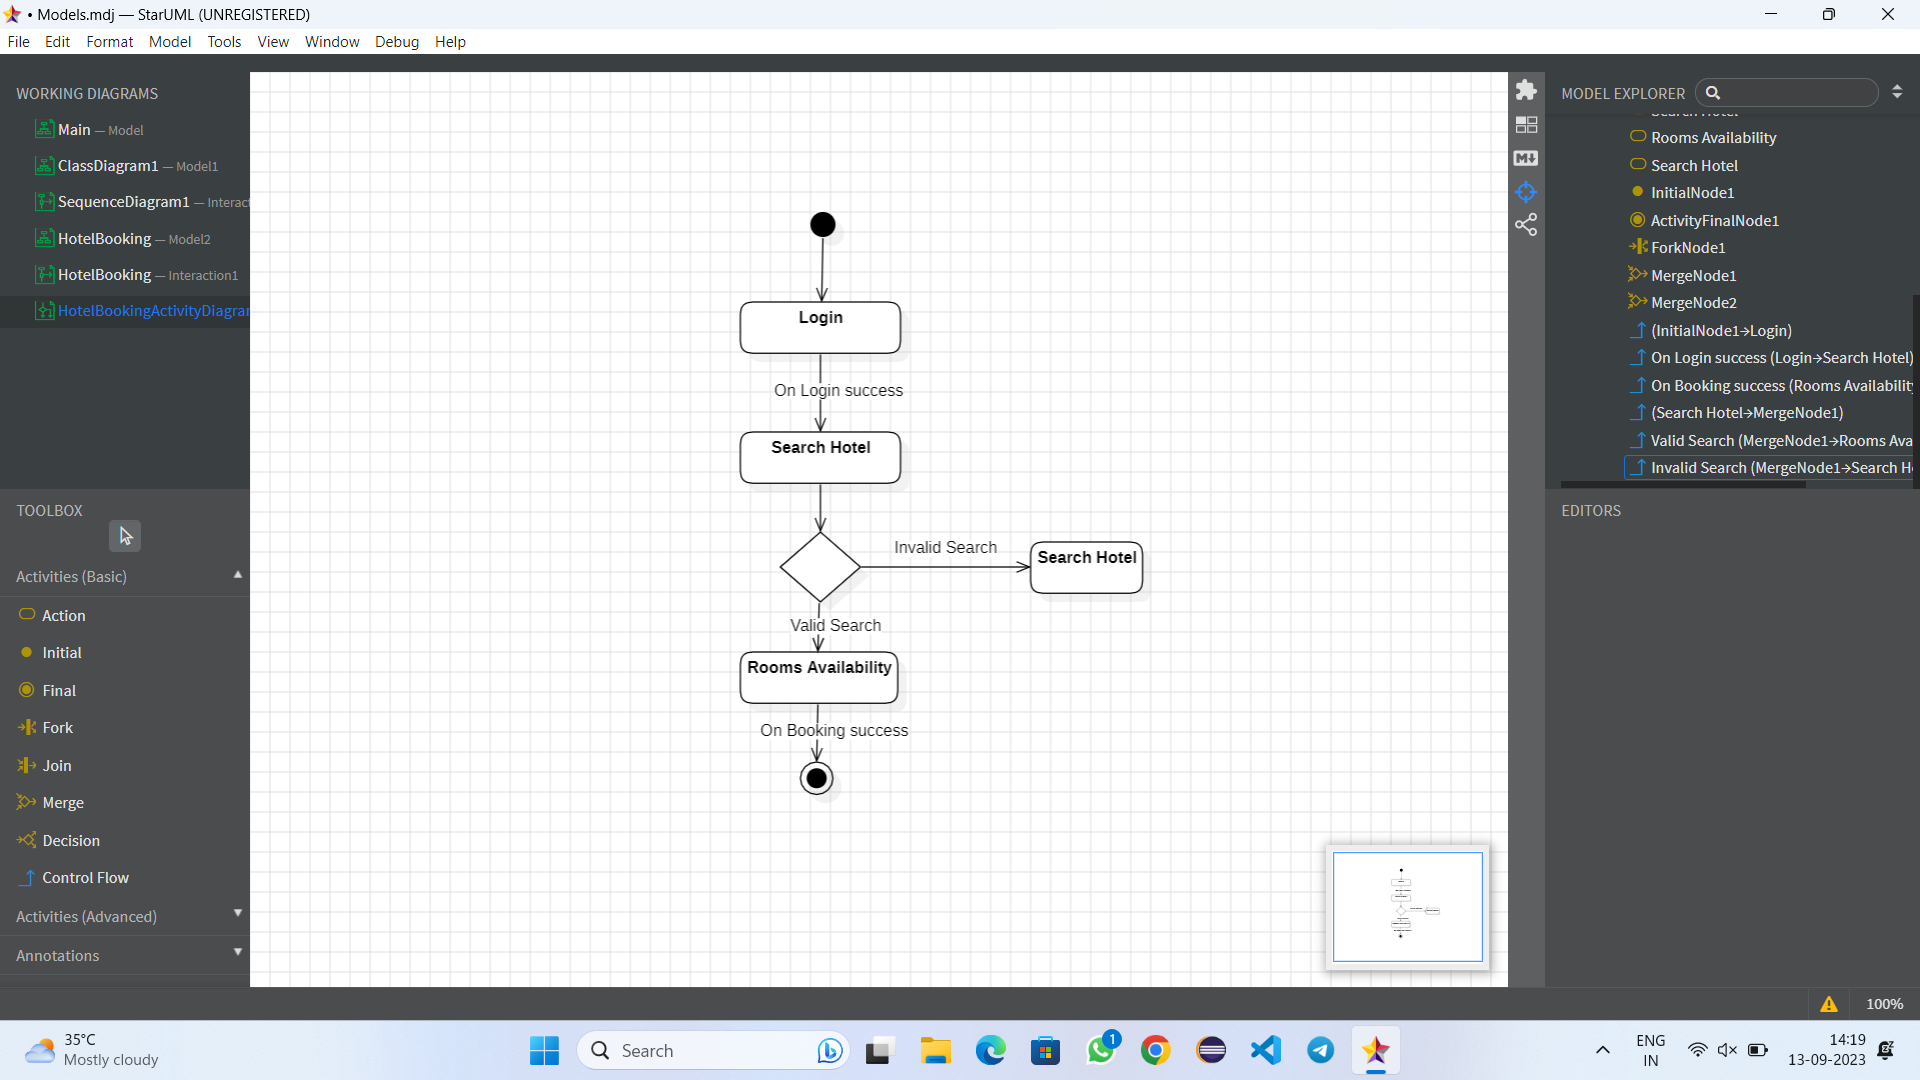 • Models.mdj — StarUML (UNREGISTERED)
File Edit Format Model Tools View Window Debug Help
WORKING DIAGRAMS
Main — Model
ClassDiagram1 — Model1
SequenceDiagram1 — Interact
HotelBooking — Model2
HotelBooking — Interaction1
HotelBookingActivityDiagram
TOOLBOX
Activities (Basic)
Action
Initial
Final
Fork
Join
Merge
Decision
Control Flow
Activities (Advanced)
Annotations
Login
On Login success
Search Hotel
Invalid Search
Search Hotel
Valid Search
Rooms Availability
On Booking success
M↓
MODEL EXPLORER
Search Hotel
Rooms Availability
Search Hotel
InitialNode1
ActivityFinalNode1
ForkNode1
MergeNode1
MergeNode2
(InitialNode1→Login)
On Login success (Login→Search Hotel)
On Booking success (Rooms Availability
(Search Hotel→MergeNode1)
Valid Search (MergeNode1→Rooms Ava
Invalid Search (MergeNode1→Search H
EDITORS
100%
35°C
Mostly cloudy
Search
1
ENG
IN
14:19
13-09-2023